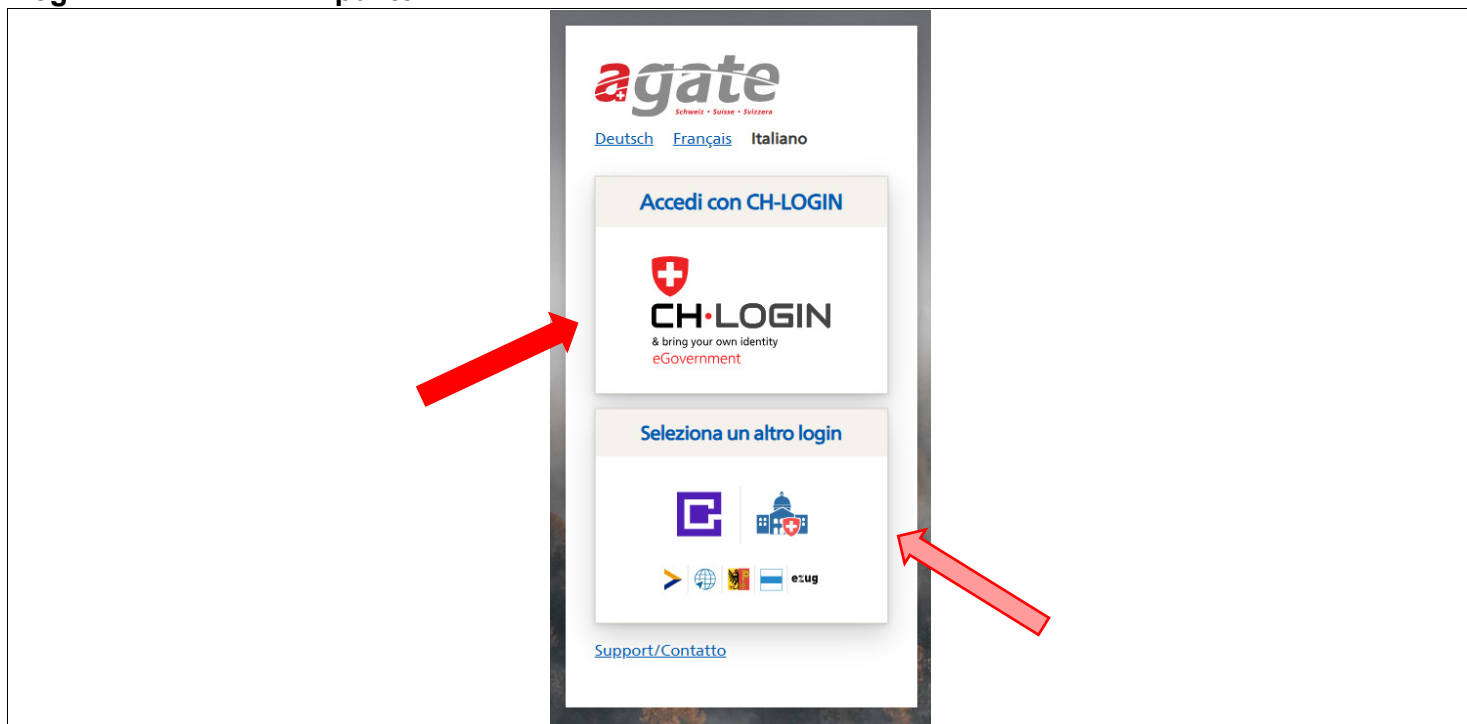 agate
Schweiz • Suisse • Svizzera
Deutsch Français Italiano
Accedi con CH-LOGIN
CH·LOGIN
& bring your own identity
eGovernment
Seleziona un altro login
ezug
Support/Contatto